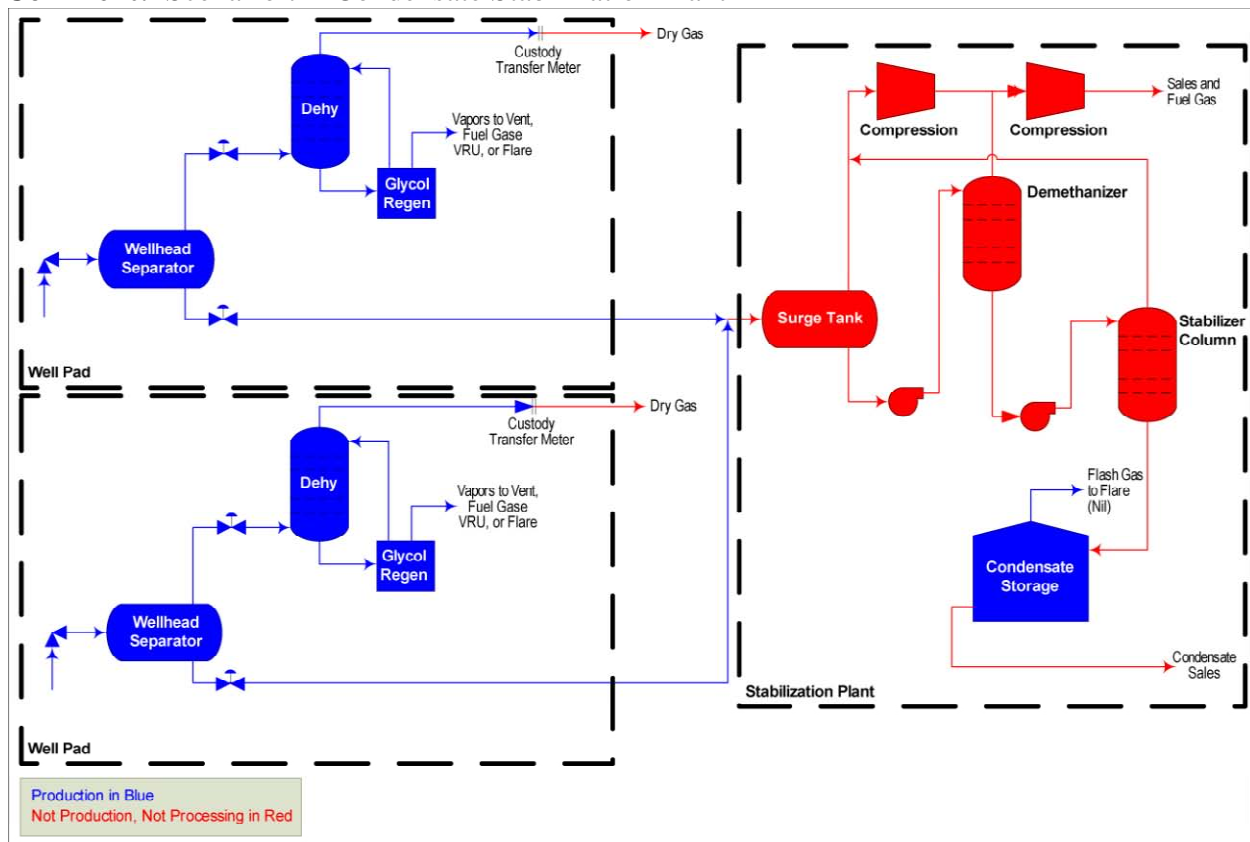 Dry Gas
Custody
Transfer Meter
Dehy
Vapors to Vent,
Fuel Gase
VRU, or Flare
Glycol
Regen
Wellhead
Separator
Well Pad
Dry Gas
Custody
Transfer Meter
Dehy
Vapors to Vent,
Fuel Gase
VRU, or Flare
Glycol
Regen
Wellhead
Separator
Well Pad
Compression
Compression
Sales and
Fuel Gas
Demethanizer
Surge Tank
Stabilizer
Column
Flash Gas
to Flare
(Nil)
Condensate
Storage
Condensate
Sales
Stabilization Plant
Production in Blue
Not Production, Not Processing in Red